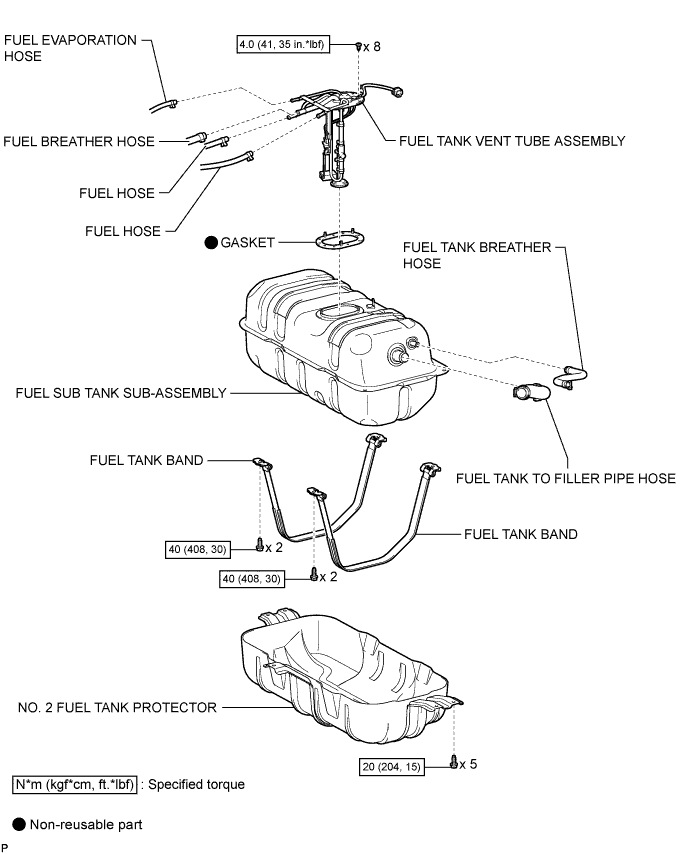 FUEL EVAPORATION
HOSE
4.0 (41, 35 in.*lbf)
x 8
FUEL BREATHER HOSE
FUEL TANK VENT TUBE ASSEMBLY
FUEL HOSE
FUEL HOSE
GASKET
FUEL TANK BREATHER
HOSE
FUEL SUB TANK SUB-ASSEMBLY
FUEL TANK BAND
FUEL TANK TO FILLER PIPE HOSE
FUEL TANK BAND
40 (408, 30)
x 2
40 (408, 30)
x 2
NO. 2 FUEL TANK PROTECTOR
20 (204, 15)
x 5
N*m (kgf*cm, ft.*lbf) : Specified torque
Non-reusable part
P